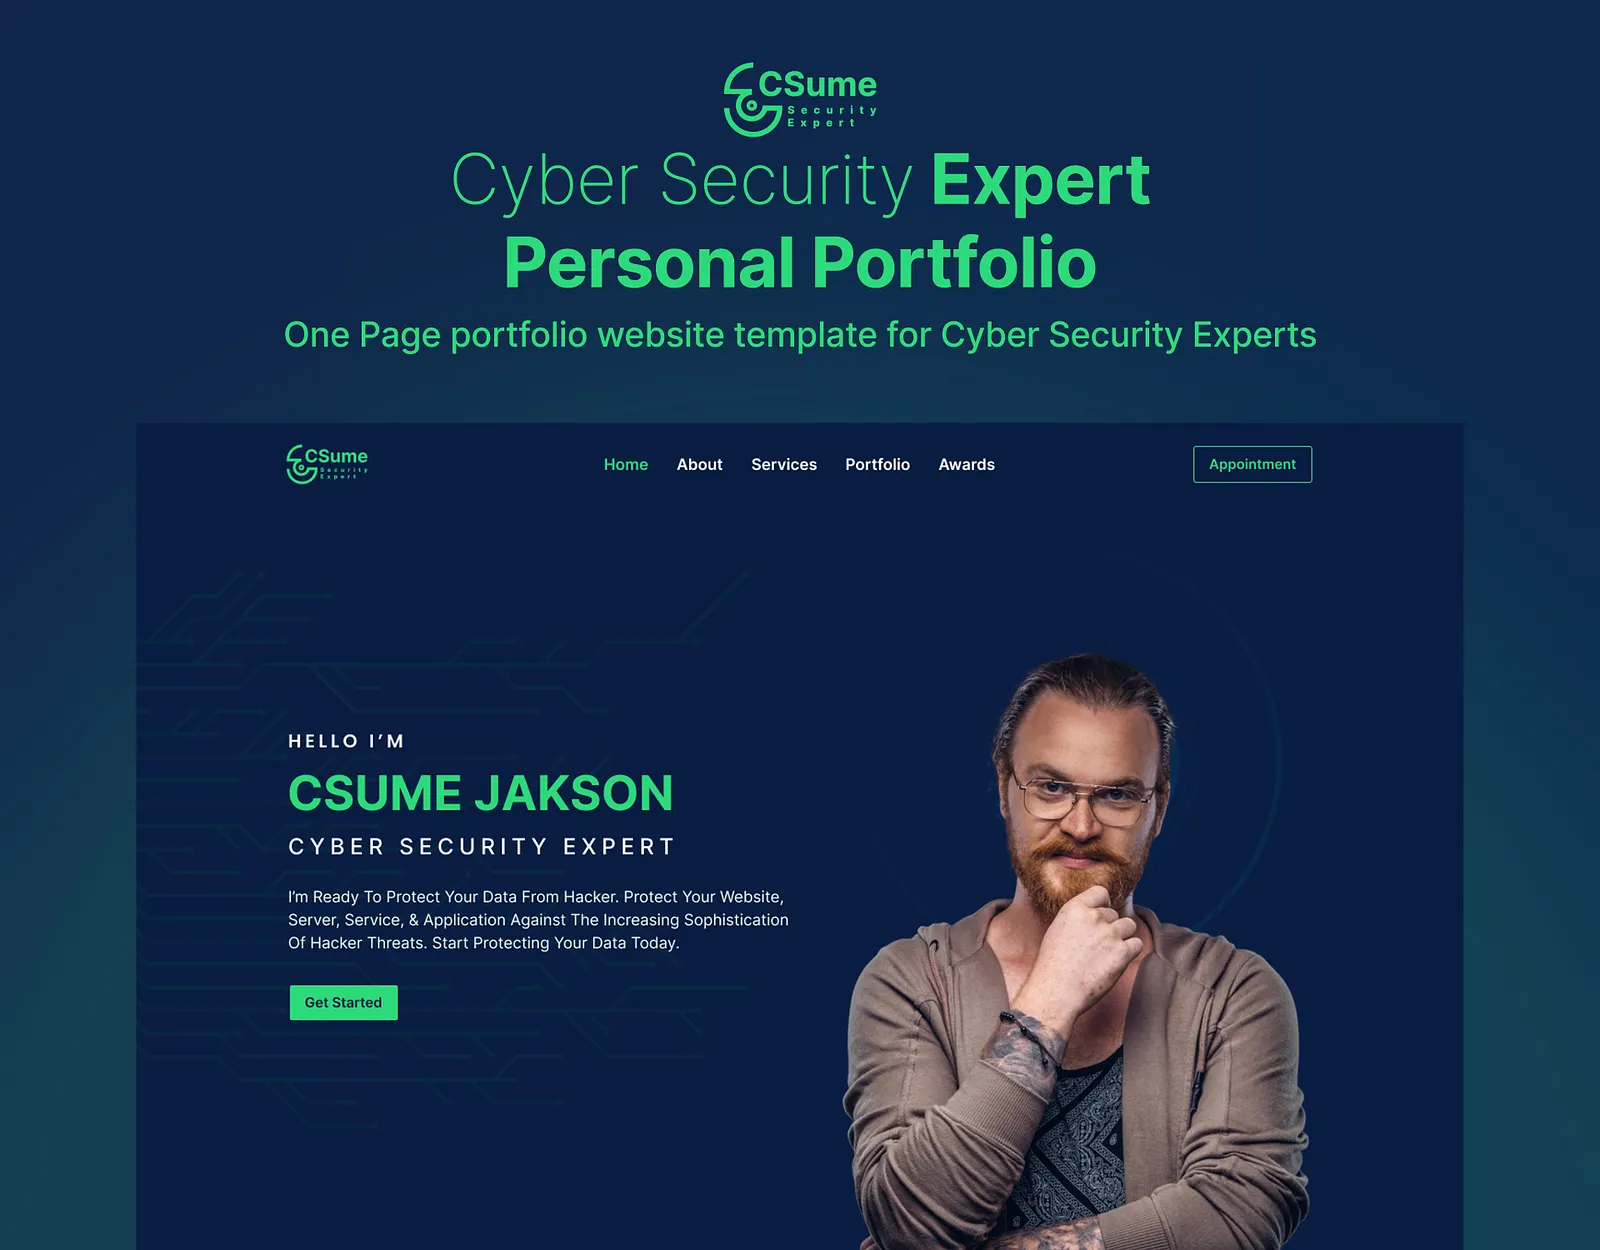 CSume
Security
Expert
Cyber Security Expert
Personal Portfolio
One Page portfolio website template for Cyber Security Experts
CSume
Security
Expert
Home About Services Portfolio Awards
Appointment
HELLO I’M
CSUME JAKSON
CYBER SECURITY EXPERT
I’m Ready To Protect Your Data From Hacker. Protect Your Website,
Server, Service, & Application Against The Increasing Sophistication
Of Hacker Threats. Start Protecting Your Data Today.
Get Started